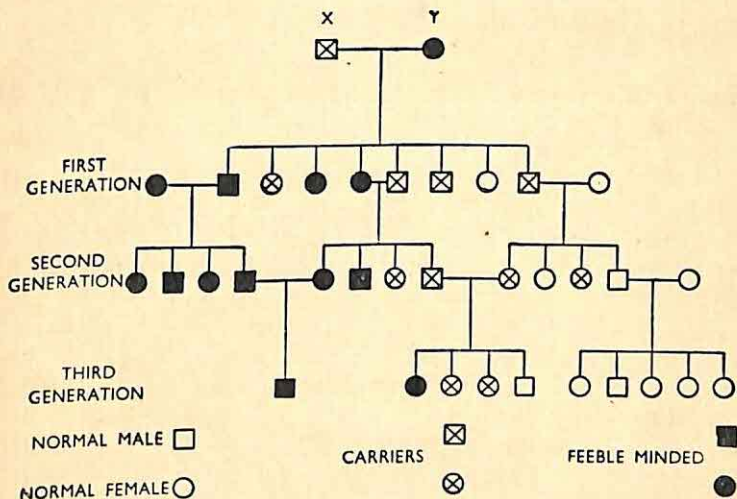 X Y
FIRST
GENERATION
SECOND
GENERATION
THIRD
GENERATION
NORMAL MALE
CARRIERS
FEEBLE MINDED
NORMAL FEMALE